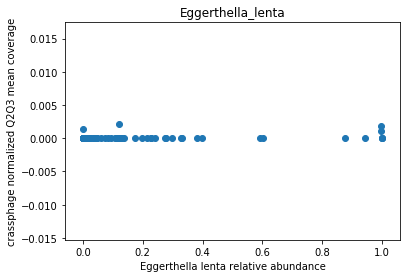 Eggerthella_lenta
crassphage normalized Q2Q3 mean coverage
0.015
0.010
0.005
0.000
−0.005
−0.010
−0.015
0.0 0.2 0.4 0.6 0.8 1.0
Eggerthella lenta relative abundance